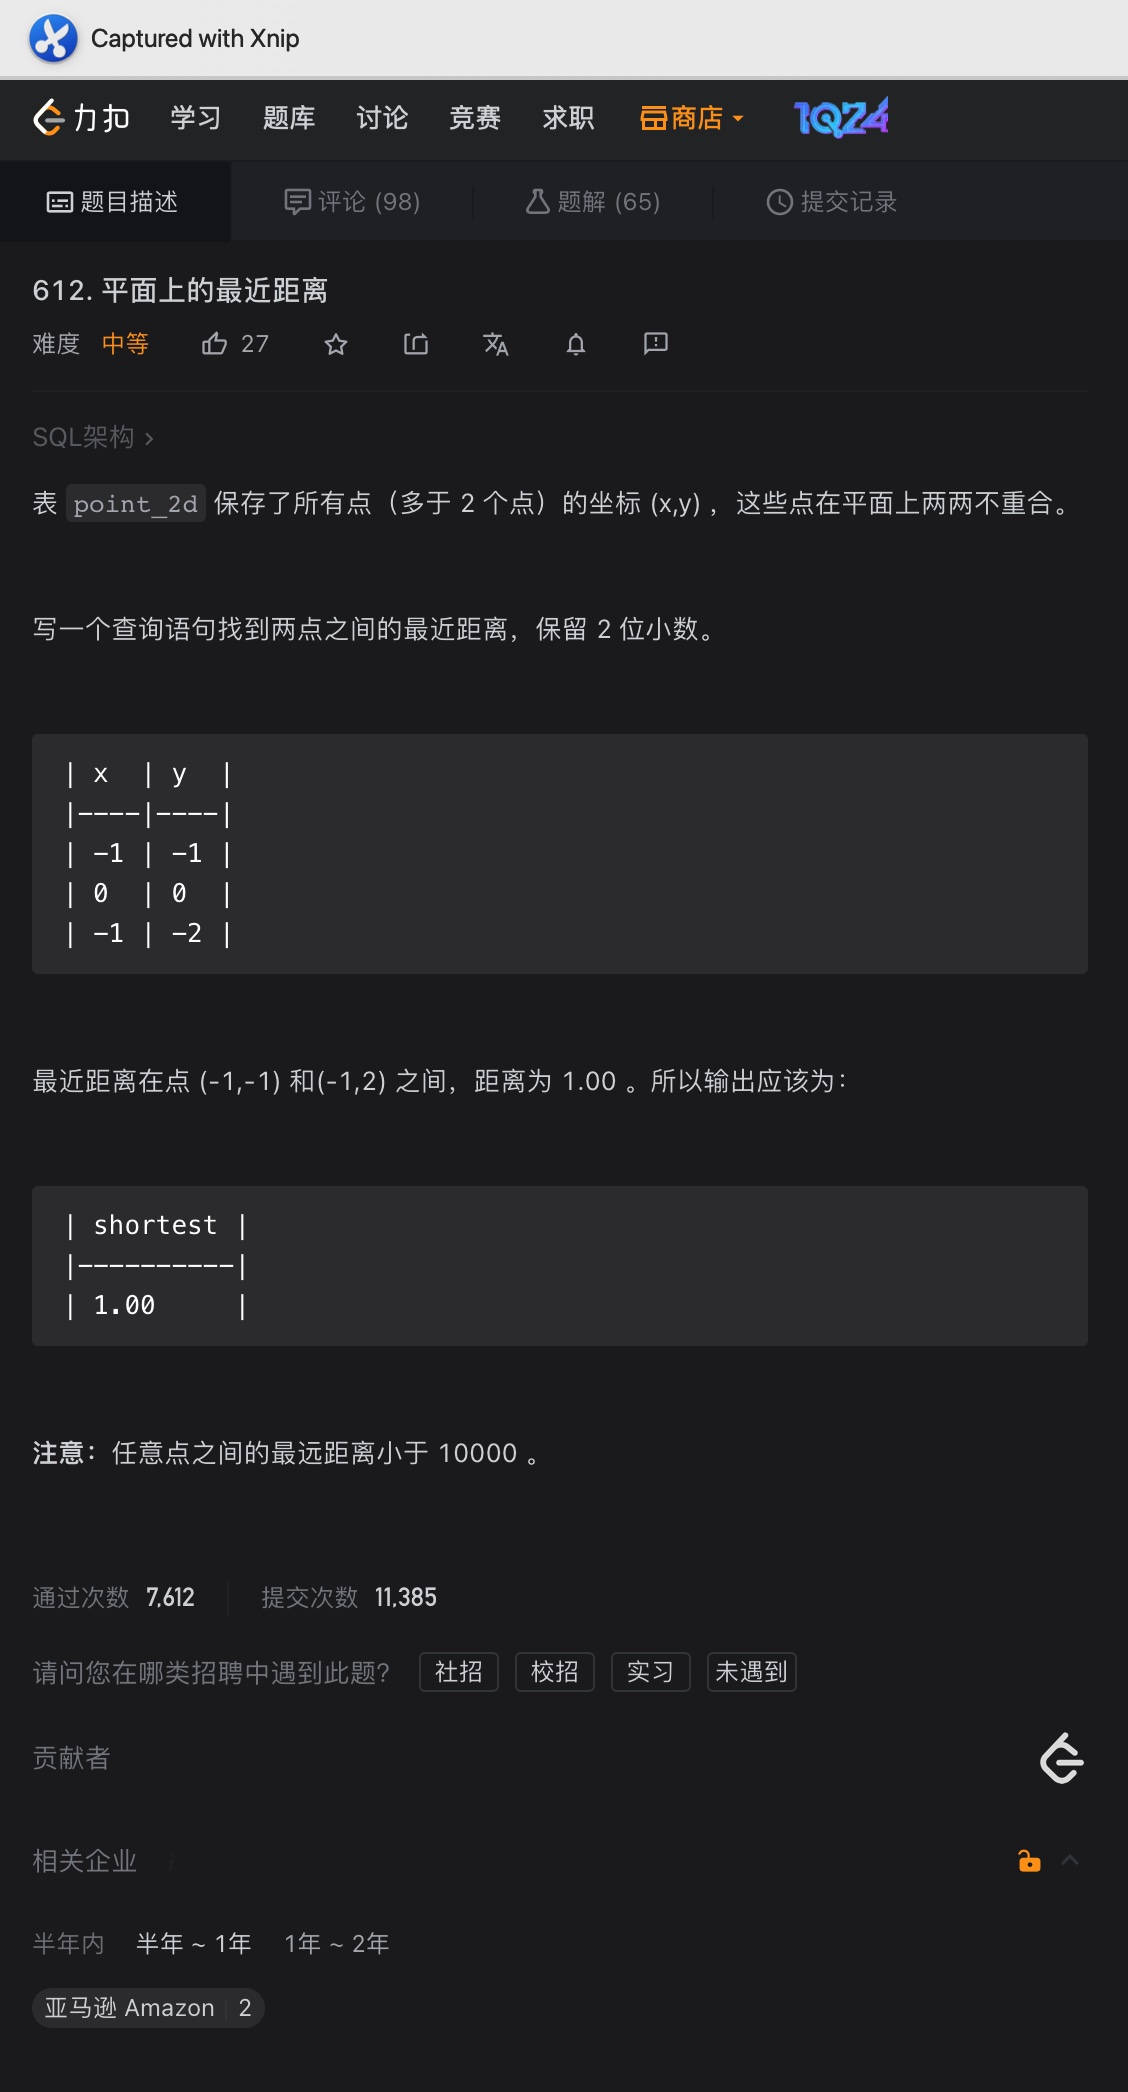 Captured with Xnip
力扣 学习 题库 讨论 竞赛 求职 商店 1024
题目描述 评论 (98) 题解 (65) 提交记录
612. 平面上的最近距离
难度 中等 27
SQL架构 >
表 point_2d 保存了所有点（多于 2 个点）的坐标 (x,y) ，这些点在平面上两两不重合。
写一个查询语句找到两点之间的最近距离，保留 2 位小数。
| x  | y  |
|----|----|
| -1 | -1 |
| 0  | 0  |
| -1 | -2 |
最近距离在点 (-1,-1) 和(-1,2) 之间，距离为 1.00 。所以输出应该为：
| shortest |
|----------|
| 1.00     |
注意：任意点之间的最远距离小于 10000 。
通过次数 7,612 提交次数 11,385
请问您在哪类招聘中遇到此题? 社招 校招 实习 未遇到
贡献者
相关企业 i
半年内 半年 ~ 1年 1年 ~ 2年
亚马逊 Amazon | 2